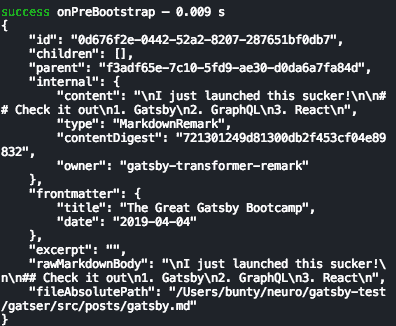 success onPreBootstrap — 0.009 s
{
    "id": "0d676f2e-0442-52a2-8207-287651bf0db7",
    "children": [],
    "parent": "f3adf65e-7c10-5fd9-ae30-d0da6a7fa84d",
    "internal": {
        "content": "\nI just launched this sucker!\n\n#
# Check it out\n1. Gatsby\n2. GraphQL\n3. React\n",
        "type": "MarkdownRemark",
        "contentDigest": "721301249d81300db2f453cf04e89
832",
        "owner": "gatsby-transformer-remark"
    },
    "frontmatter": {
        "title": "The Great Gatsby Bootcamp",
        "date": "2019-04-04"
    },
    "excerpt": "",
    "rawMarkdownBody": "\nI just launched this sucker!\
n\n## Check it out\n1. Gatsby\n2. GraphQL\n3. React\n",
    "fileAbsolutePath": "/Users/bunty/neuro/gatsby-test
/gatser/src/posts/gatsby.md"
}